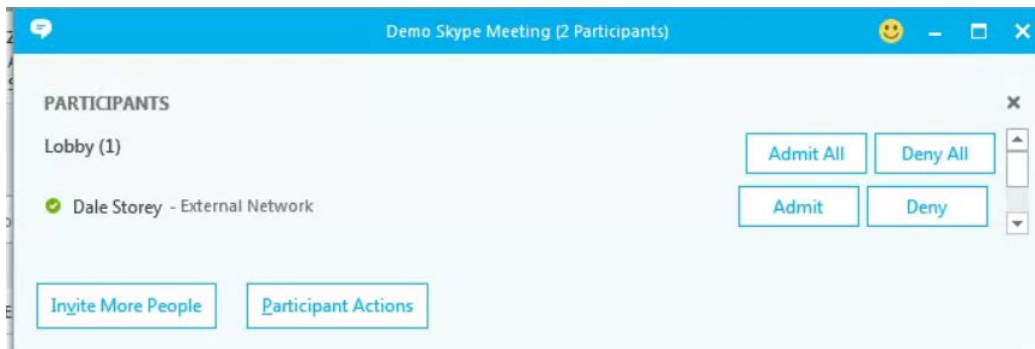 Demo Skype Meeting (2 Participants)
PARTICIPANTS
Lobby (1)
Admit All
Deny All
Dale Storey - External Network
Admit
Deny
Invite More People
Participant Actions